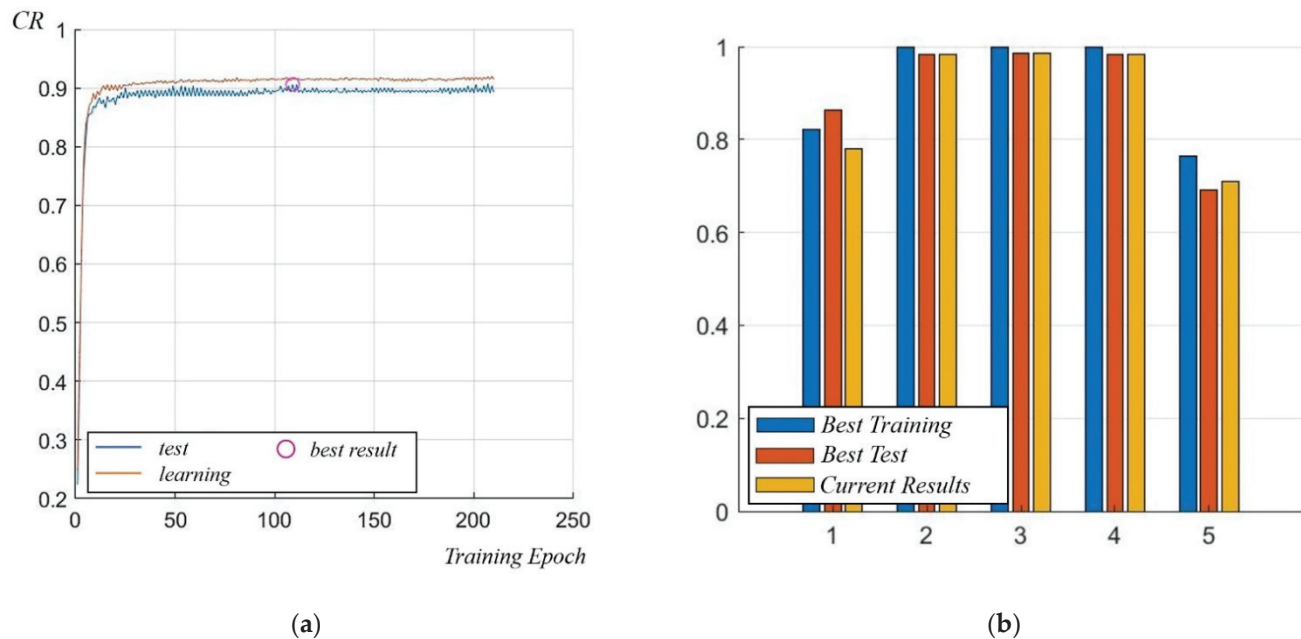 CR
1
0.9
0.8
0.7
0.6
0.5
0.4
0.3
0.2
test
best result
learning
0 50 100 150 200 250
Training Epoch
(a)
1
0.8
0.6
0.4
0.2
0
Best Training
Best Test
Current Results
1 2 3 4 5
(b)